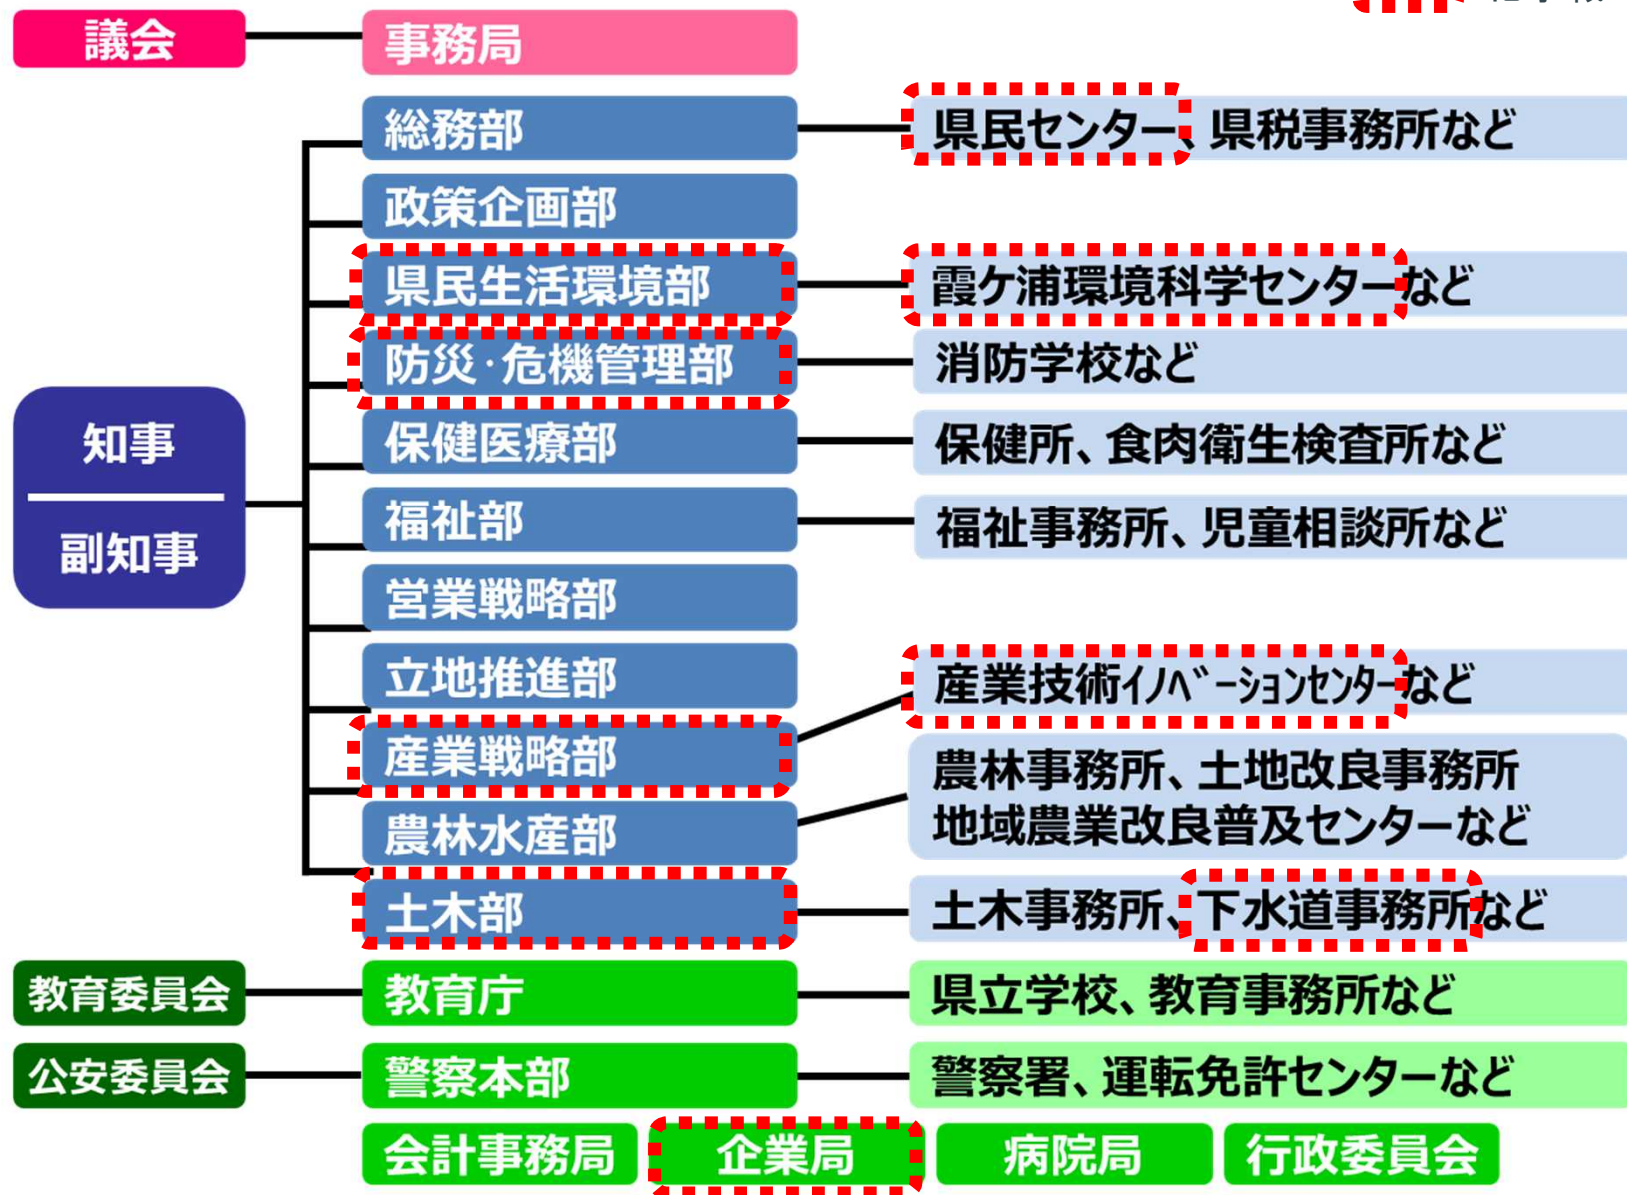 議会
事務局
総務部
県民センター、県税事務所など
政策企画部
県民生活環境部
霞ケ浦環境科学センターなど
防災・危機管理部
消防学校など
知事
副知事
保健医療部
保健所、食肉衛生検査所など
福祉部
福祉事務所、児童相談所など
営業戦略部
立地推進部
産業技術ｲﾉﾍﾞｰｼｮﾝｾﾝﾀｰなど
産業戦略部
農林事務所、土地改良事務所
地域農業改良普及センターなど
農林水産部
土木部
土木事務所、下水道事務所など
教育委員会
教育庁
県立学校、教育事務所など
公安委員会
警察本部
警察署、運転免許センターなど
会計事務局
企業局
病院局
行政委員会